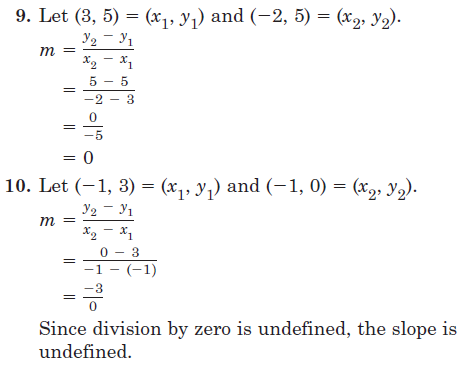 9. Let (3, 5) = (x₁, y₁) and (−2, 5) = (x₂, y₂).
m = (y₂ − y₁)/(x₂ − x₁)
= (5 − 5)/(−2 − 3)
= 0/−5
= 0
10. Let (−1, 3) = (x₁, y₁) and (−1, 0) = (x₂, y₂).
m = (y₂ − y₁)/(x₂ − x₁)
= (0 − 3)/(−1 − (−1))
= −3/0
Since division by zero is undefined, the slope is
undefined.